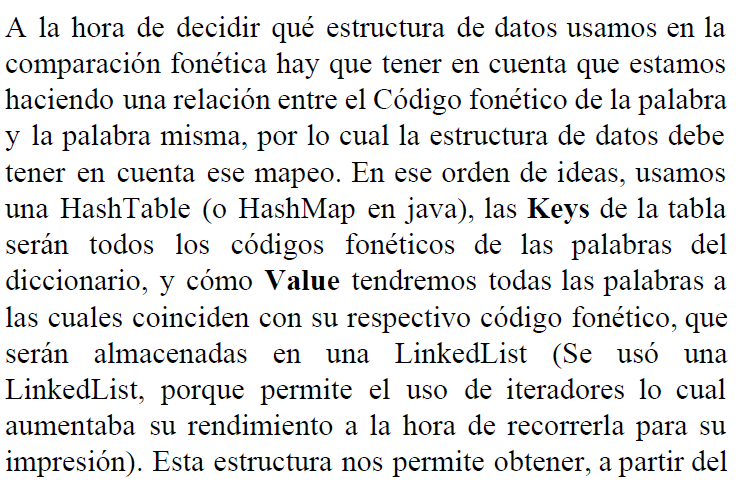 A la hora de decidir qué estructura de datos usamos en la
comparación fonética hay que tener en cuenta que estamos
haciendo una relación entre el Código fonético de la palabra
y la palabra misma, por lo cual la estructura de datos debe
tener en cuenta ese mapeo. En ese orden de ideas, usamos
una HashTable (o HashMap en java), las Keys de la tabla
serán todos los códigos fonéticos de las palabras del
diccionario, y cómo Value tendremos todas las palabras a
las cuales coinciden con su respectivo código fonético, que
serán almacenadas en una LinkedList (Se usó una
LinkedList, porque permite el uso de iteradores lo cual
aumentaba su rendimiento a la hora de recorrerla para su
impresión). Esta estructura nos permite obtener, a partir del